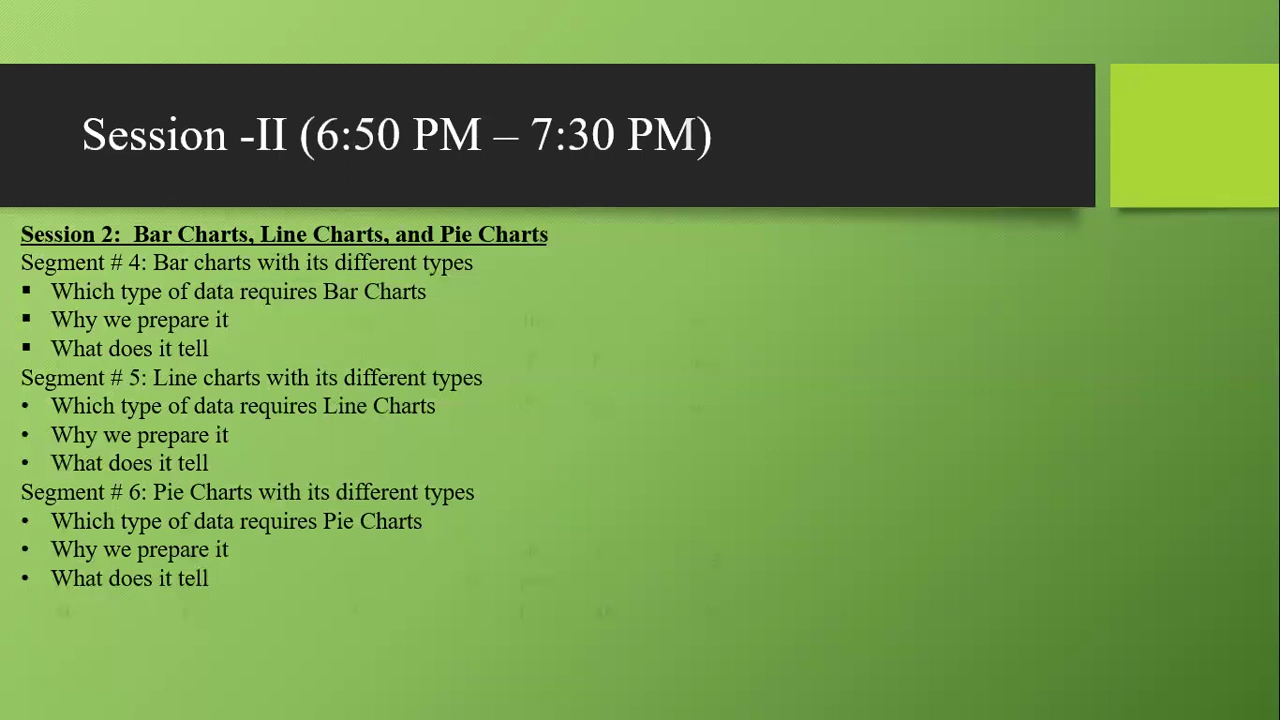 Session -II (6:50 PM – 7:30 PM)
Session 2:  Bar Charts, Line Charts, and Pie Charts
Segment # 4: Bar charts with its different types
▪ Which type of data requires Bar Charts
▪ Why we prepare it
▪ What does it tell
Segment # 5: Line charts with its different types
• Which type of data requires Line Charts
• Why we prepare it
• What does it tell
Segment # 6: Pie Charts with its different types
• Which type of data requires Pie Charts
• Why we prepare it
• What does it tell